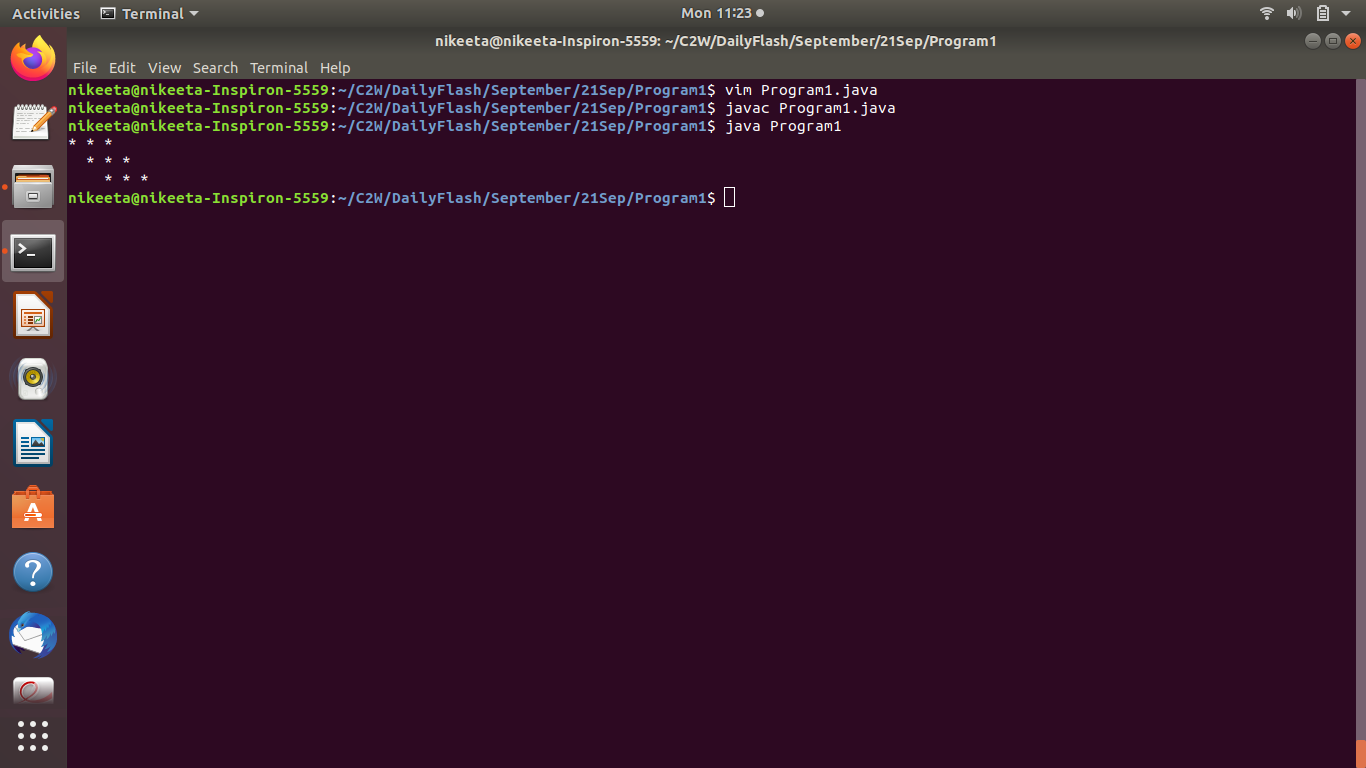 Activities Terminal Mon 11:23
nikeeta@nikeeta-Inspiron-5559: ~/C2W/DailyFlash/September/21Sep/Program1
File Edit View Search Terminal Help
nikeeta@nikeeta-Inspiron-5559:~/C2W/DailyFlash/September/21Sep/Program1$ vim Program1.java
nikeeta@nikeeta-Inspiron-5559:~/C2W/DailyFlash/September/21Sep/Program1$ javac Program1.java
nikeeta@nikeeta-Inspiron-5559:~/C2W/DailyFlash/September/21Sep/Program1$ java Program1
* * *
  * * *
    * * *
nikeeta@nikeeta-Inspiron-5559:~/C2W/DailyFlash/September/21Sep/Program1$